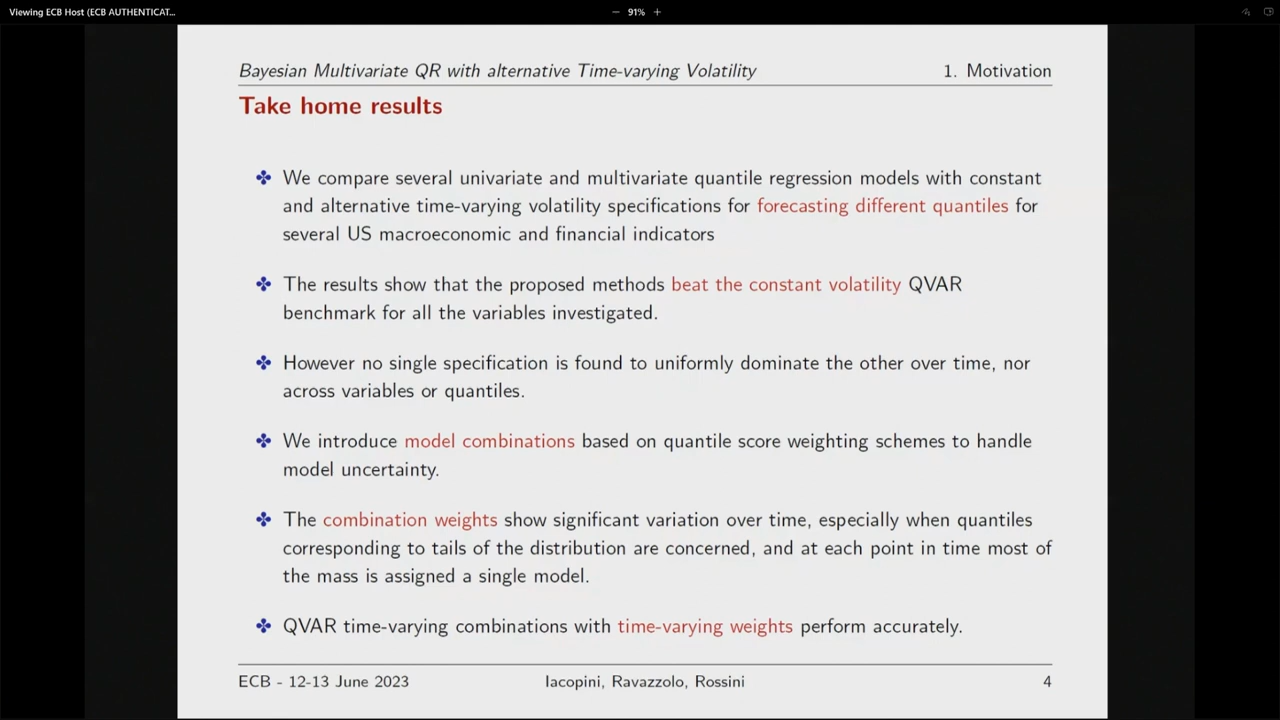 Viewing ECB Host (ECB AUTHENTICAT...
− 91% +
Bayesian Multivariate QR with alternative Time-varying Volatility 1. Motivation
Take home results
We compare several univariate and multivariate quantile regression models with constant
and alternative time-varying volatility specifications for forecasting different quantiles for
several US macroeconomic and financial indicators
The results show that the proposed methods beat the constant volatility QVAR
benchmark for all the variables investigated.
However no single specification is found to uniformly dominate the other over time, nor
across variables or quantiles.
We introduce model combinations based on quantile score weighting schemes to handle
model uncertainty.
The combination weights show significant variation over time, especially when quantiles
corresponding to tails of the distribution are concerned, and at each point in time most of
the mass is assigned a single model.
QVAR time-varying combinations with time-varying weights perform accurately.
ECB - 12-13 June 2023 Iacopini, Ravazzolo, Rossini 4